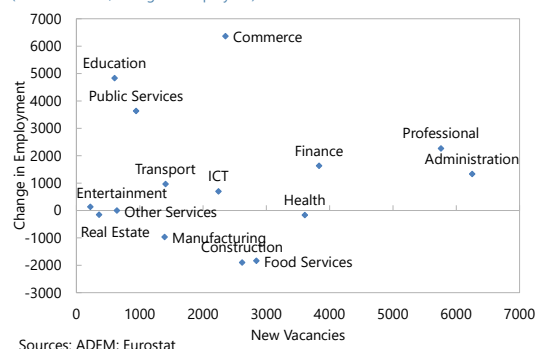 7000
6000
5000
4000
3000
2000
1000
0
-1000
-2000
-3000
Change in Employment
Commerce
Education
Public Services
Professional
Finance
Administration
Transport
ICT
Entertainment
Health
Other Services
Real Estate
Manufacturing
Construction
Food Services
0 1000 2000 3000 4000 5000 6000 7000
New Vacancies
Sources: ADEM; Eurostat